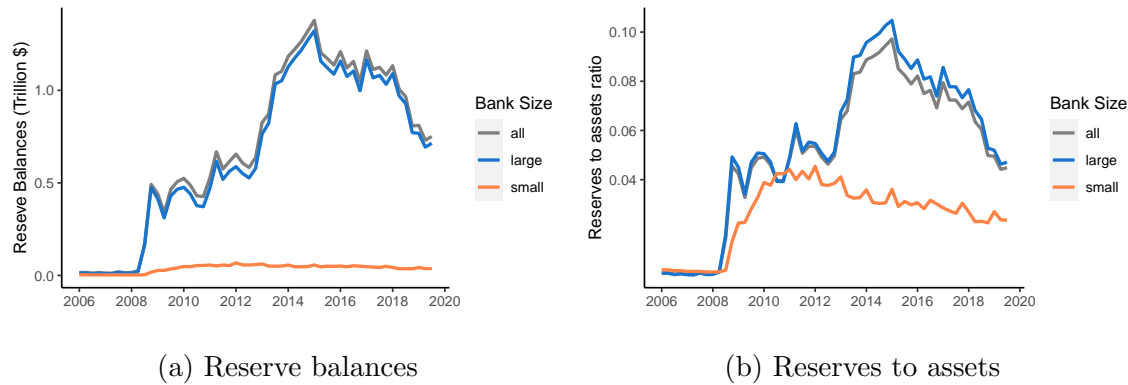 Reserve Balances (Trillion $)
1.0
0.5
0.0
2006 2008 2010 2012 2014 2016 2018 2020
Bank Size
all
large
small
(a) Reserve balances
Reserves to assets ratio
0.10
0.08
0.06
0.04
2006 2008 2010 2012 2014 2016 2018 2020
Bank Size
all
large
small
(b) Reserves to assets